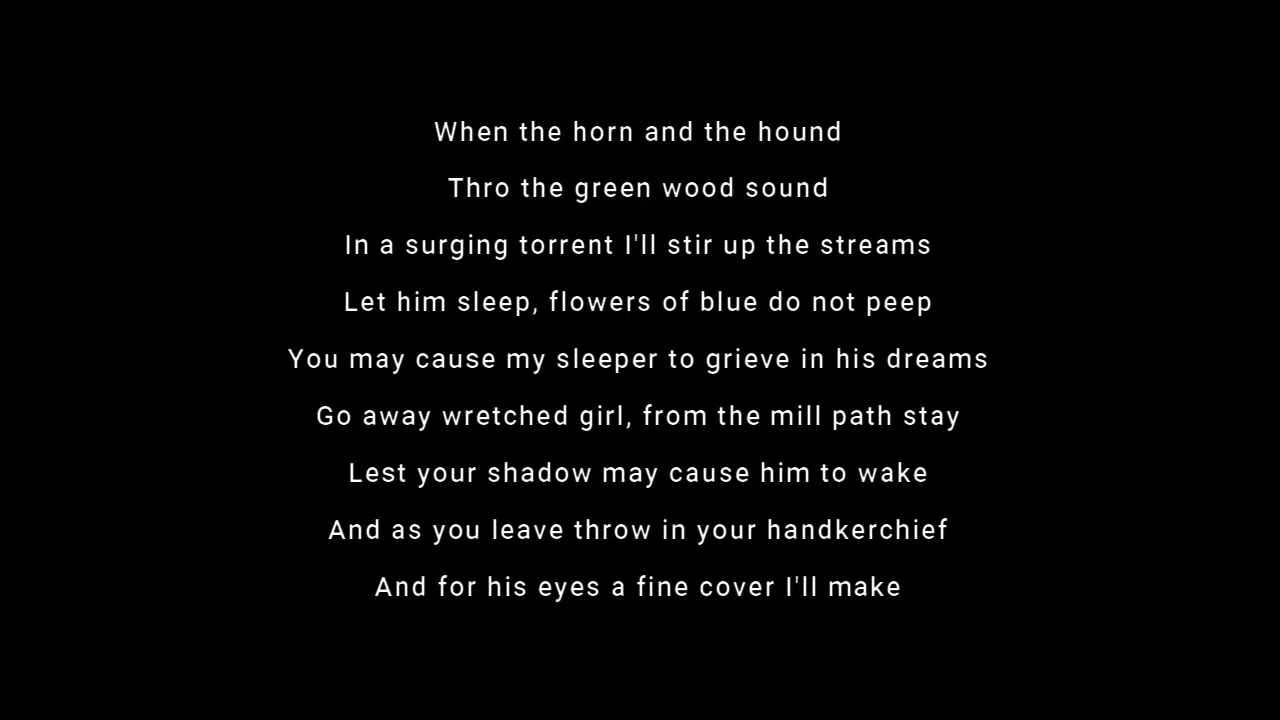 When the horn and the hound
Thro the green wood sound
In a surging torrent I'll stir up the streams
Let him sleep, flowers of blue do not peep
You may cause my sleeper to grieve in his dreams
Go away wretched girl, from the mill path stay
Lest your shadow may cause him to wake
And as you leave throw in your handkerchief
And for his eyes a fine cover I'll make